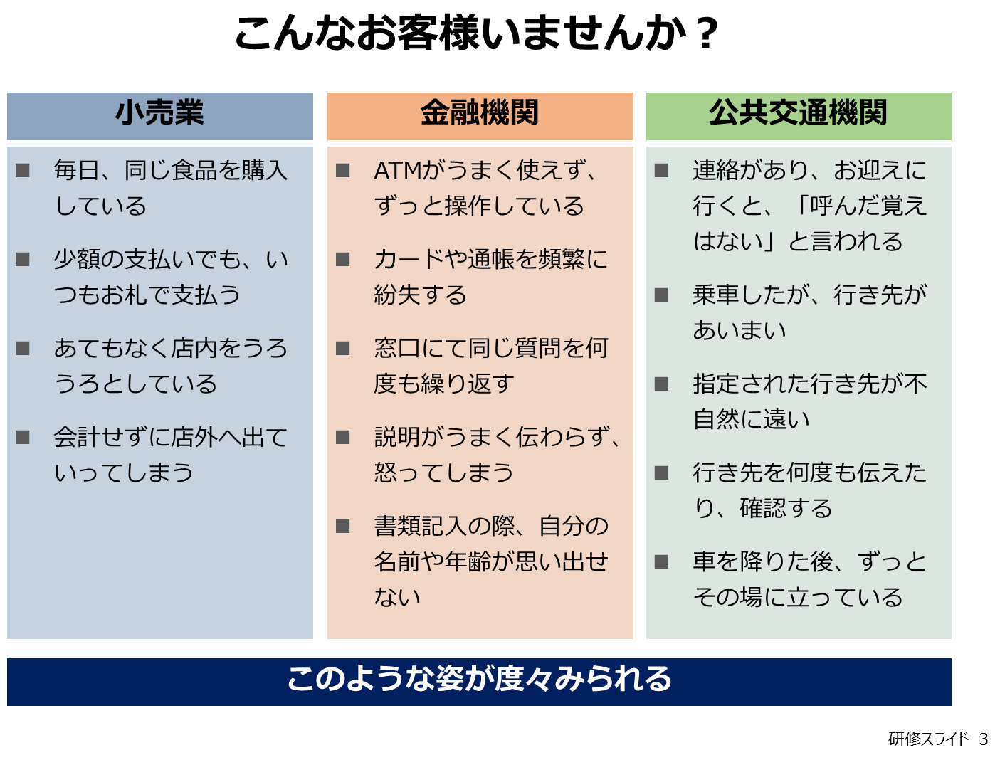 こんなお客様いませんか？
小売業
■ 毎日、同じ食品を購入
している
■ 少額の支払いでも、い
つもお札で支払う
■ あてもなく店内をうろ
うろとしている
■ 会計せずに店外へ出て
いってしまう
金融機関
■ ATMがうまく使えず、
ずっと操作している
■ カードや通帳を頻繁に
紛失する
■ 窓口にて同じ質問を何
度も繰り返す
■ 説明がうまく伝わらず、
怒ってしまう
■ 書類記入の際、自分の
名前や年齢が思い出せ
ない
公共交通機関
■ 連絡があり、お迎えに
行くと、「呼んだ覚え
はない」と言われる
■ 乗車したが、行き先が
あいまい
■ 指定された行き先が不
自然に遠い
■ 行き先を何度も伝えた
り、確認する
■ 車を降りた後、ずっと
その場に立っている
このような姿が度々みられる
研修スライド 3